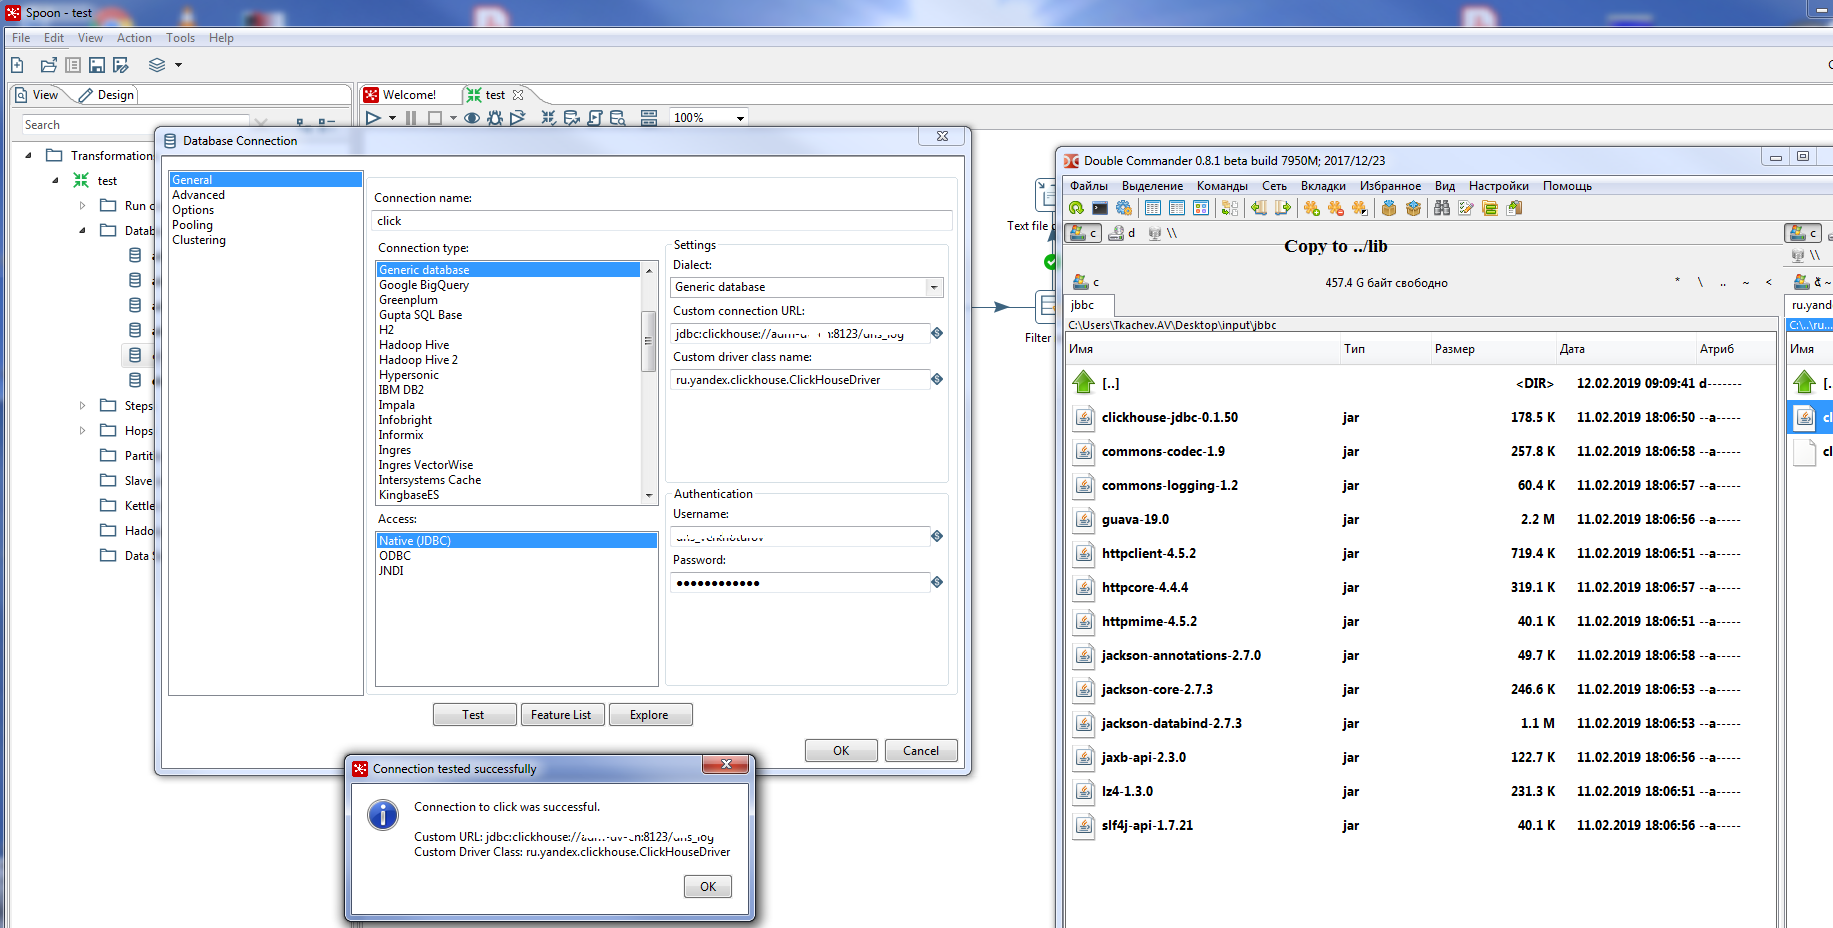 Spoon - test
File Edit View Action Tools Help
View Design
Search
Transformation
test
Run c
Datab
Steps
Hops
Partit
Slave
Kettle
Hado
Data S
Welcome! test
100%
Database Connection
General
Advanced
Options
Pooling
Clustering
Connection name:
click
Connection type:
Generic database
Google BigQuery
Greenplum
Gupta SQL Base
H2
Hadoop Hive
Hadoop Hive 2
Hypersonic
IBM DB2
Impala
Infobright
Informix
Ingres
Ingres VectorWise
Intersystems Cache
KingbaseES
Access:
Native (JDBC)
ODBC
JNDI
Settings
Dialect:
Generic database
Custom connection URL:
jdbc:clickhouse://
Custom driver class name:
ru.yandex.clickhouse.ClickHouseDriver
Authentication
Username:
Password:
●●●●●●●●●●●●
Test Feature List Explore
OK Cancel
Connection tested successfully
Connection to click was successful.
Custom URL: jdbc:clickhouse://
Custom Driver Class: ru.yandex.clickhouse.ClickHouseDriver
OK
Text file
Filter
Double Commander 0.8.1 beta build 7950M; 2017/12/23
Файлы Выделение Команды Сеть Вкладки Избранное Вид Настройки Помощь
c d \\ c
Copy to ../lib
\\
c 457.4 G байт свободно * \ .. ~ <
jbbc ru.yand
C:\Users\Tkachev.AV\Desktop\input\jbbc C:\..\ru...
Имя Тип Размер Дата Атриб Имя
[..] <DIR> 12.02.2019 09:09:41 d-------
clickhouse-jdbc-0.1.50 jar 178.5 K 11.02.2019 18:06:50 --a-----
commons-codec-1.9 jar 257.8 K 11.02.2019 18:06:58 --a-----
commons-logging-1.2 jar 60.4 K 11.02.2019 18:06:57 --a-----
guava-19.0 jar 2.2 M 11.02.2019 18:06:56 --a-----
httpclient-4.5.2 jar 719.4 K 11.02.2019 18:06:51 --a-----
httpcore-4.4.4 jar 319.1 K 11.02.2019 18:06:57 --a-----
httpmime-4.5.2 jar 40.1 K 11.02.2019 18:06:51 --a-----
jackson-annotations-2.7.0 jar 49.7 K 11.02.2019 18:06:58 --a-----
jackson-core-2.7.3 jar 246.6 K 11.02.2019 18:06:53 --a-----
jackson-databind-2.7.3 jar 1.1 M 11.02.2019 18:06:53 --a-----
jaxb-api-2.3.0 jar 122.7 K 11.02.2019 18:06:56 --a-----
lz4-1.3.0 jar 231.3 K 11.02.2019 18:06:51 --a-----
slf4j-api-1.7.21 jar 40.1 K 11.02.2019 18:06:56 --a-----